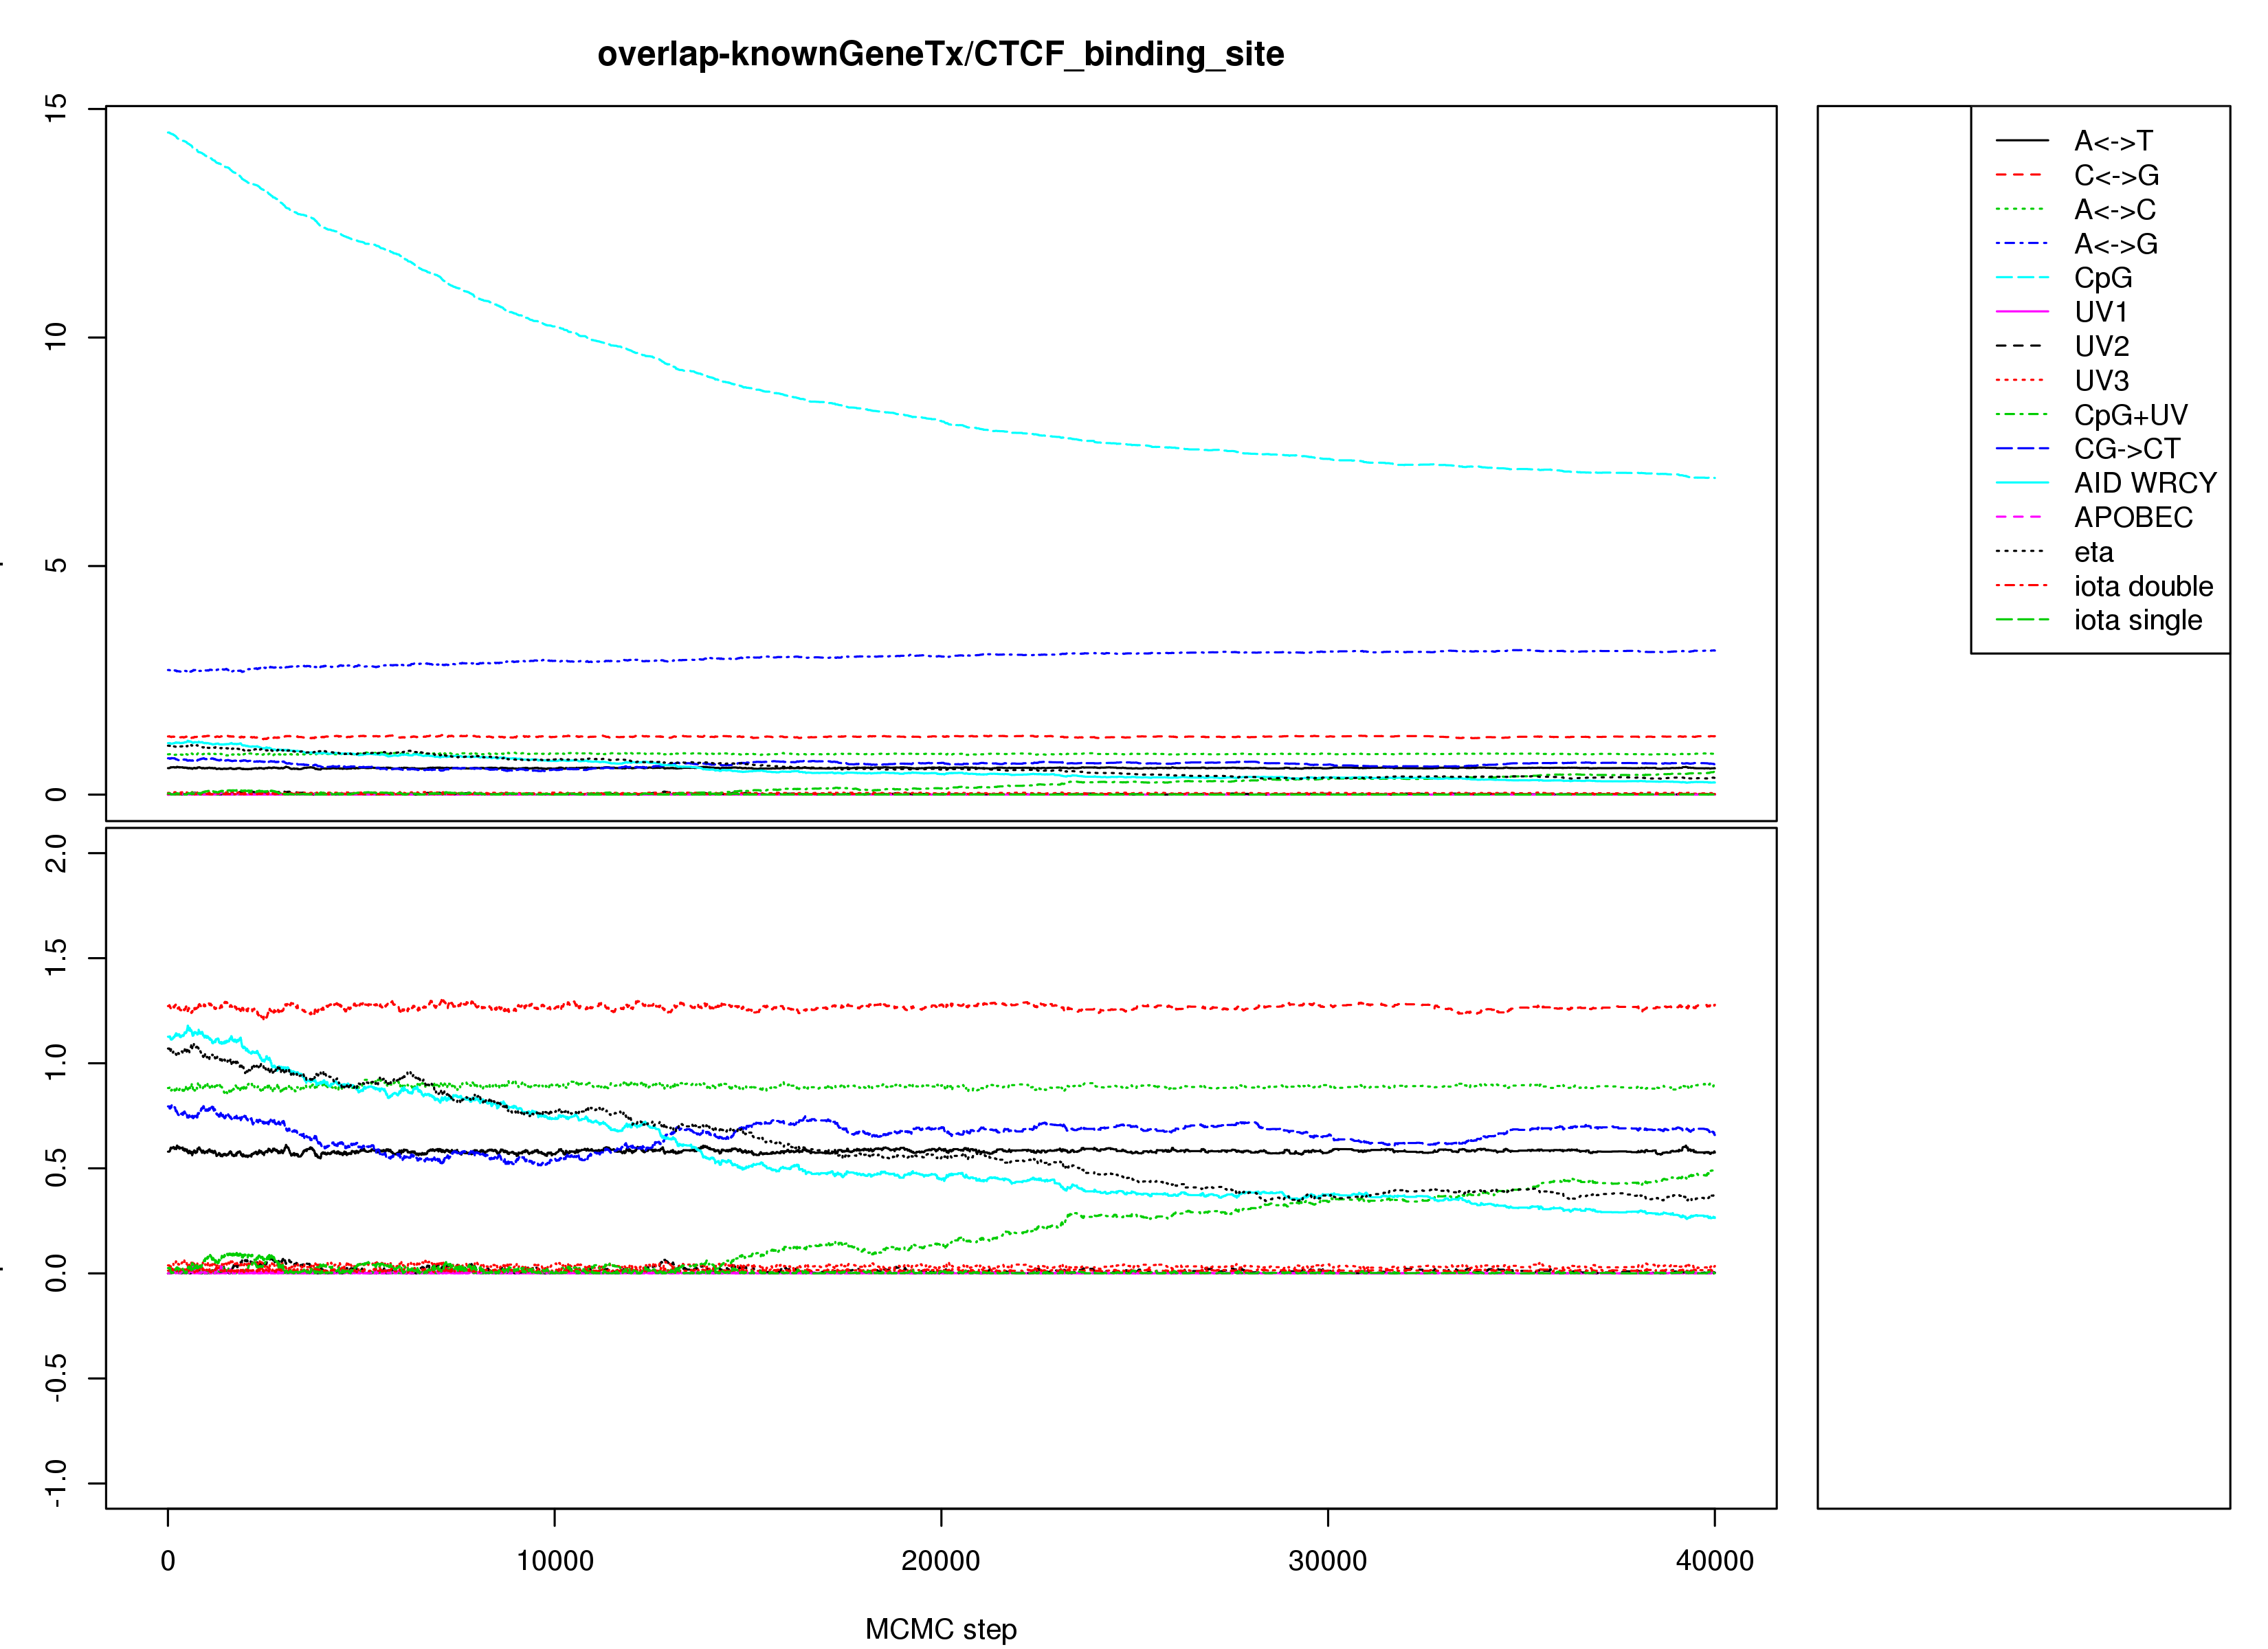 overlap-knownGeneTx/CTCF_binding_site
15
10
5
0
A<->T
C<->G
A<->C
A<->G
CpG
UV1
UV2
UV3
CpG+UV
CG->CT
AID WRCY
APOBEC
eta
iota double
iota single
2.0
1.5
1.0
0.5
0.0
-0.5
-1.0
0 10000 20000 30000 40000
MCMC step